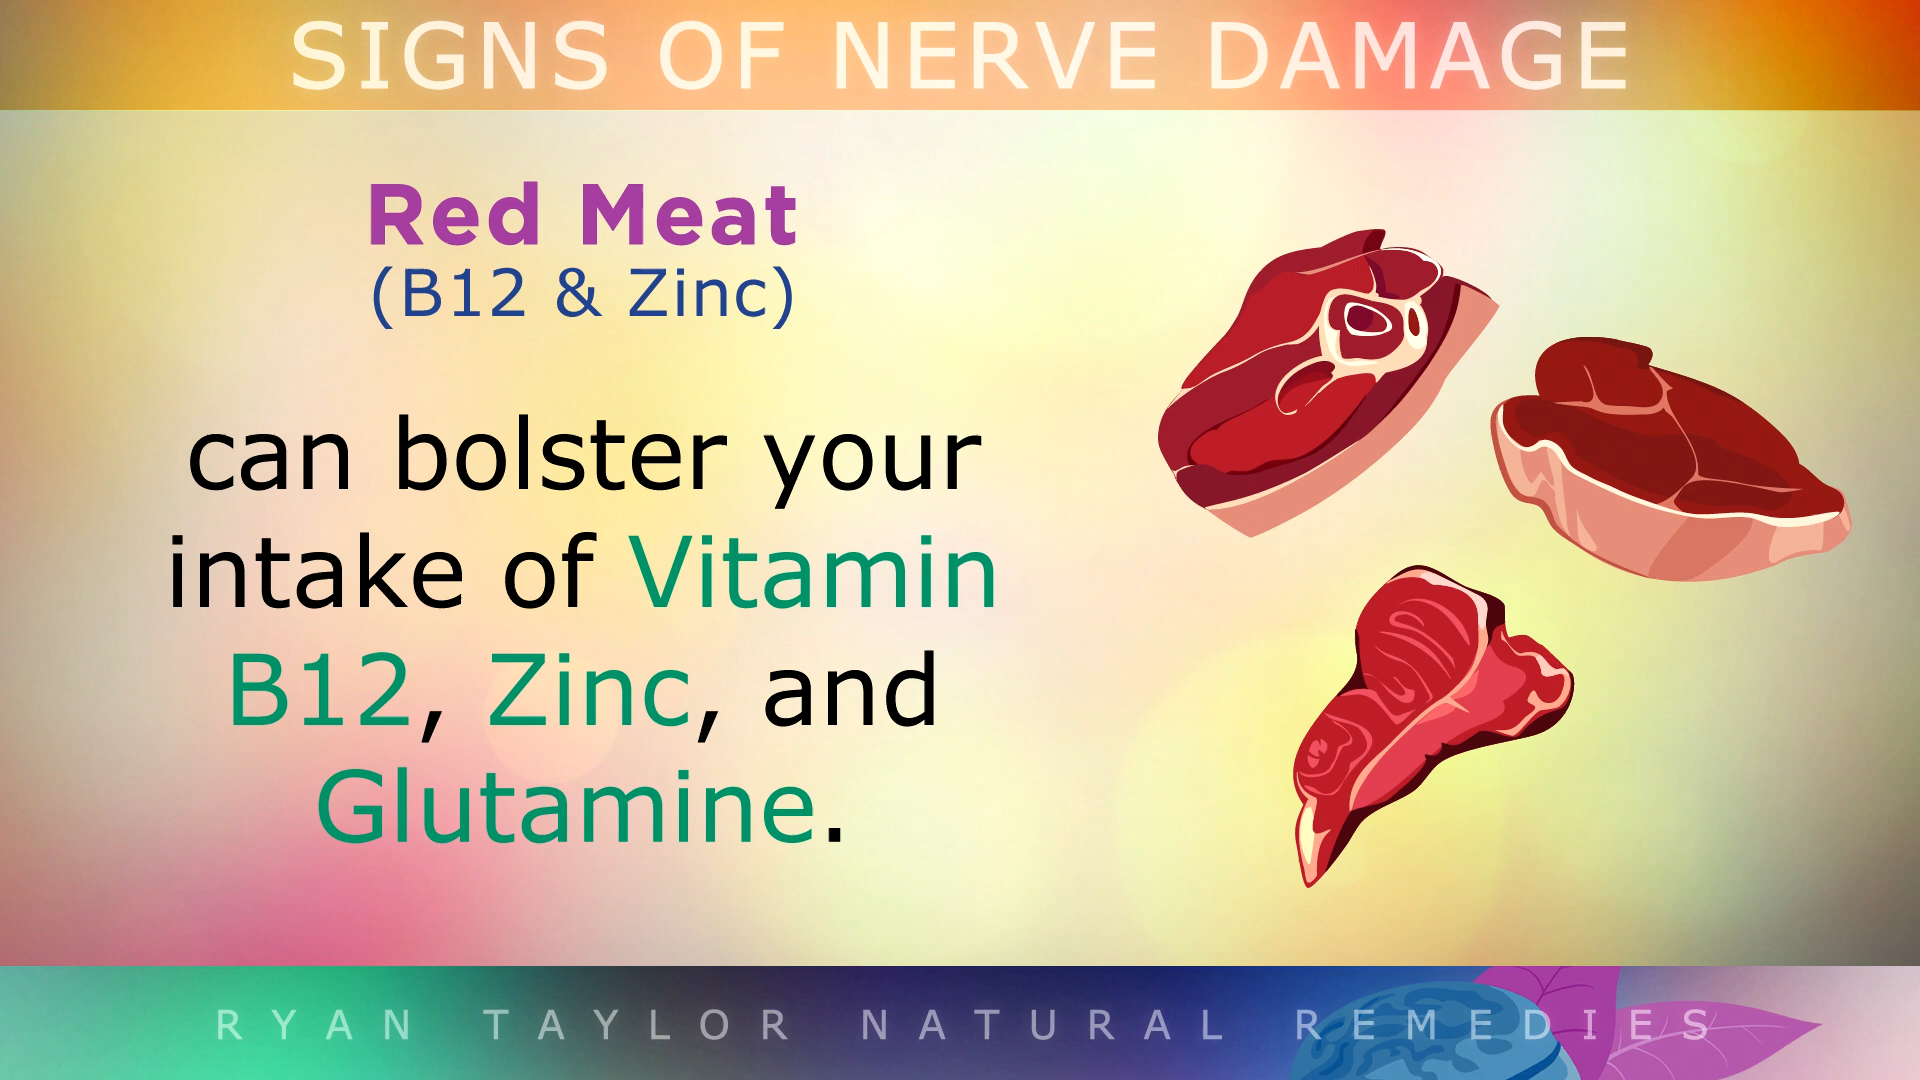 SIGNS OF NERVE DAMAGE
Red Meat
(B12 & Zinc)
can bolster your
intake of Vitamin
B12, Zinc, and
Glutamine.
RYAN TAYLOR NATURAL REMEDIES